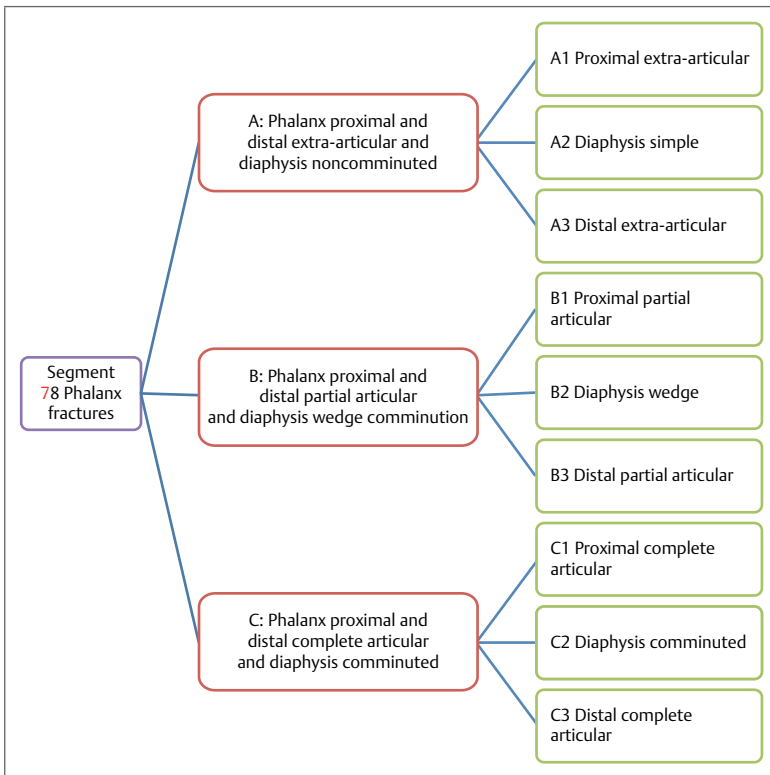 Segment
78 Phalanx
fractures
A: Phalanx proximal and
distal extra-articular and
diaphysis noncomminuted
A1 Proximal extra-articular
A2 Diaphysis simple
A3 Distal extra-articular
B: Phalanx proximal and
distal partial articular
and diaphysis wedge comminution
B1 Proximal partial
articular
B2 Diaphysis wedge
B3 Distal partial articular
C: Phalanx proximal and
distal complete articular
and diaphysis comminuted
C1 Proximal complete
articular
C2 Diaphysis comminuted
C3 Distal complete
articular